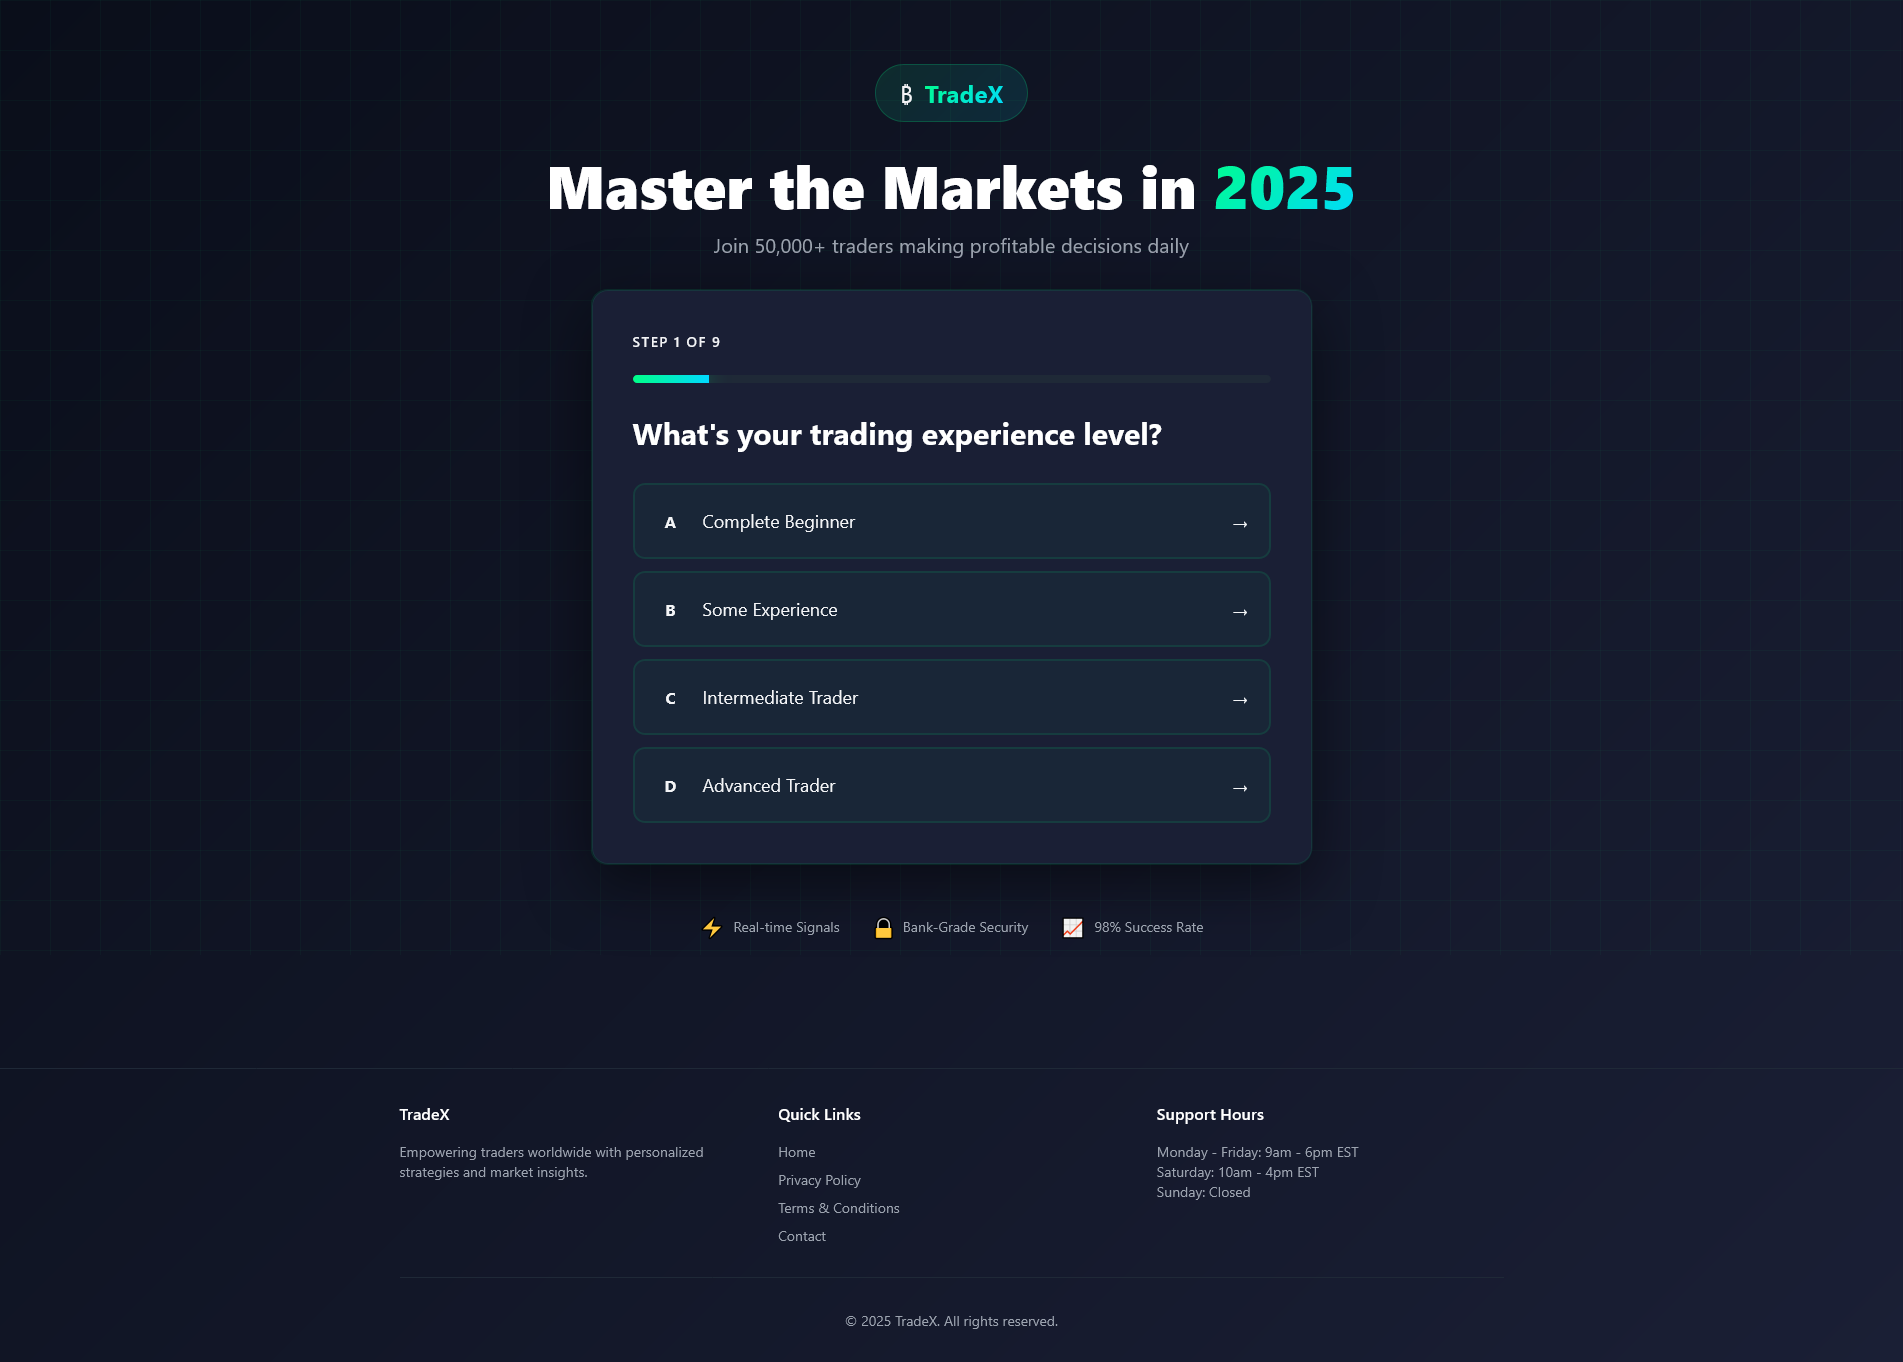 ₿ TradeX
Master the Markets in 2025
Join 50,000+ traders making profitable decisions daily
STEP 1 OF 9
What's your trading experience level?
A Complete Beginner →
B Some Experience →
C Intermediate Trader →
D Advanced Trader →
⚡ Real-time Signals 🔒 Bank-Grade Security 📈 98% Success Rate
TradeX
Empowering traders worldwide with personalized
strategies and market insights.
Quick Links
Home
Privacy Policy
Terms & Conditions
Contact
Support Hours
Monday - Friday: 9am - 6pm EST
Saturday: 10am - 4pm EST
Sunday: Closed
© 2025 TradeX. All rights reserved.